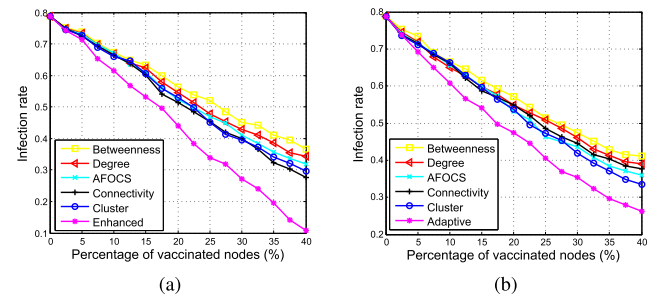 0.8
0.7
0.6
0.5
0.4
0.3
0.2
0.1
Infection rate
Betweenness
Degree
AFOCS
Connectivity
Cluster
Enhanced
0 5 10 15 20 25 30 35 40
Percentage of vaccinated nodes (%)
(a)
0.8
0.7
0.6
0.5
0.4
0.3
0.2
Infection rate
Betweenness
Degree
AFOCS
Connectivity
Cluster
Adaptive
0 5 10 15 20 25 30 35 40
Percentage of vaccinated nodes (%)
(b)